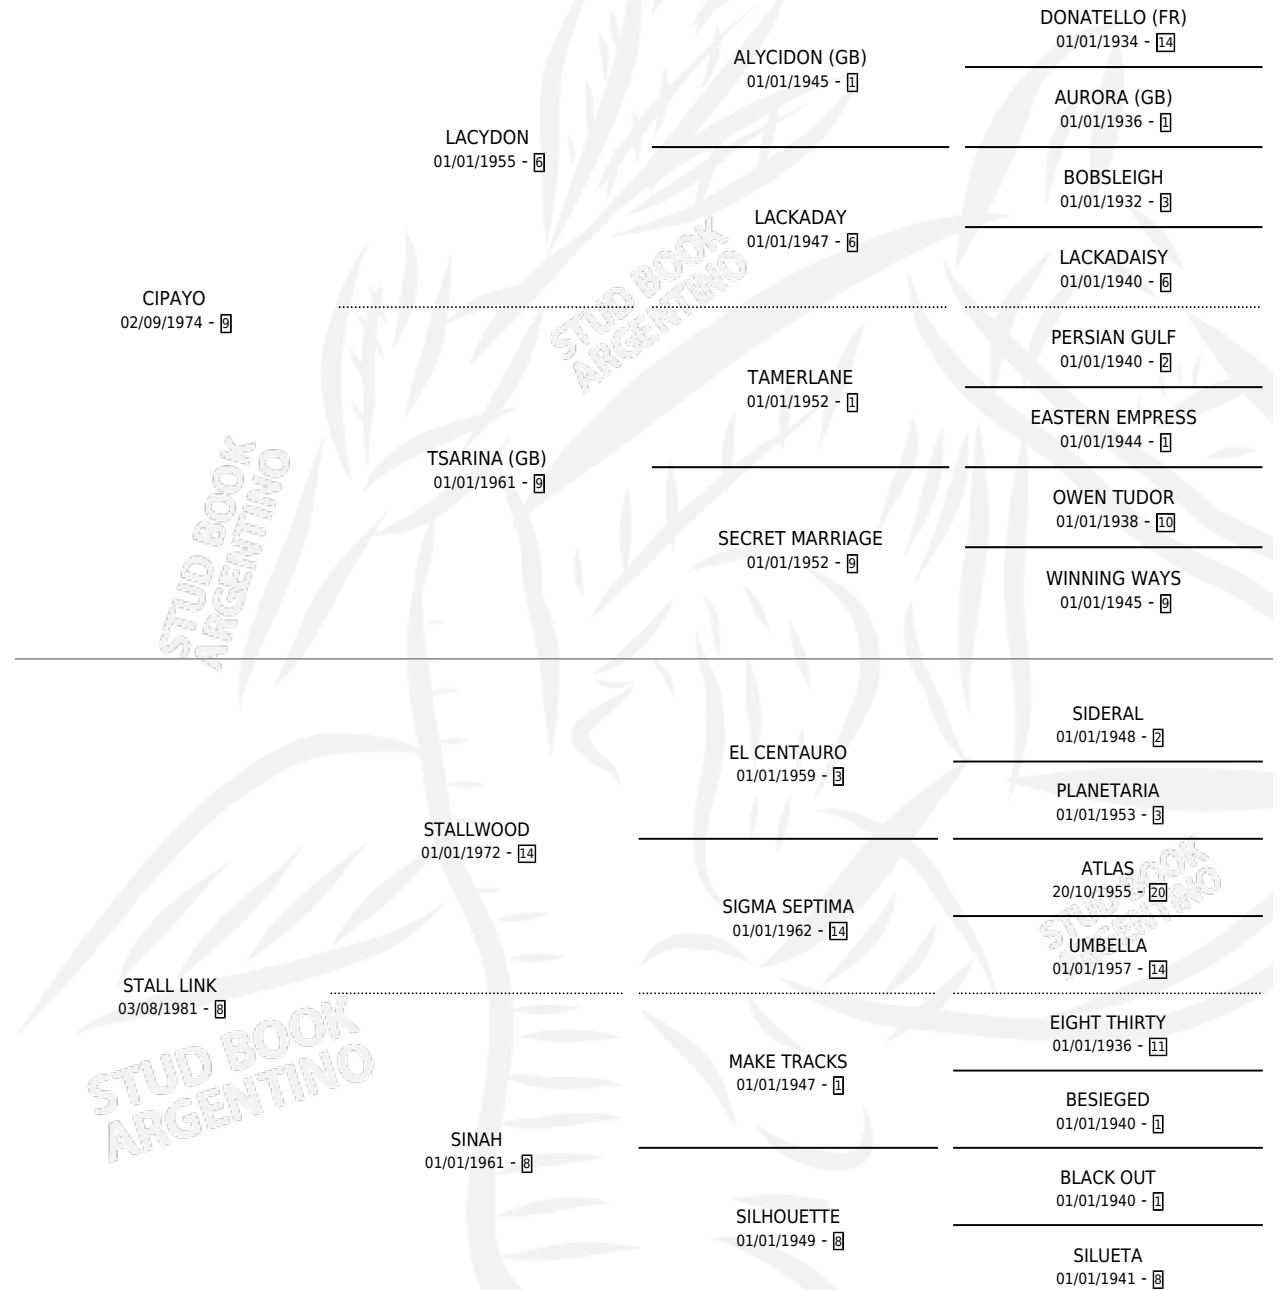 DONATELLO (FR)
01/01/1934 - 14
ALYCIDON (GB)
01/01/1945 - 1
AURORA (GB)
01/01/1936 - 1
LACYDON
01/01/1955 - 6
BOBSLEIGH
01/01/1932 - 3
LACKADAY
01/01/1947 - 6
LACKADAISY
01/01/1940 - 6
CIPAYO
02/09/1974 - 9
PERSIAN GULF
01/01/1940 - 2
TAMERLANE
01/01/1952 - 1
EASTERN EMPRESS
01/01/1944 - 1
TSARINA (GB)
01/01/1961 - 9
OWEN TUDOR
01/01/1938 - 10
SECRET MARRIAGE
01/01/1952 - 9
WINNING WAYS
01/01/1945 - 9
SIDERAL
01/01/1948 - 2
EL CENTAURO
01/01/1959 - 3
PLANETARIA
01/01/1953 - 3
STALLWOOD
01/01/1972 - 14
ATLAS
20/10/1955 - 20
SIGMA SEPTIMA
01/01/1962 - 14
UMBELLA
01/01/1957 - 14
STALL LINK
03/08/1981 - 8
EIGHT THIRTY
01/01/1936 - 11
MAKE TRACKS
01/01/1947 - 1
BESIEGED
01/01/1940 - 1
SINAH
01/01/1961 - 8
BLACK OUT
01/01/1940 - 1
SILHOUETTE
01/01/1949 - 8
SILUETA
01/01/1941 - 8
STUD BOOK
ARGENTINO
STUD BOOK
ARGENTINO
STUD BOOK
ARGENTINO
STUD BOOK
ARGENTINO